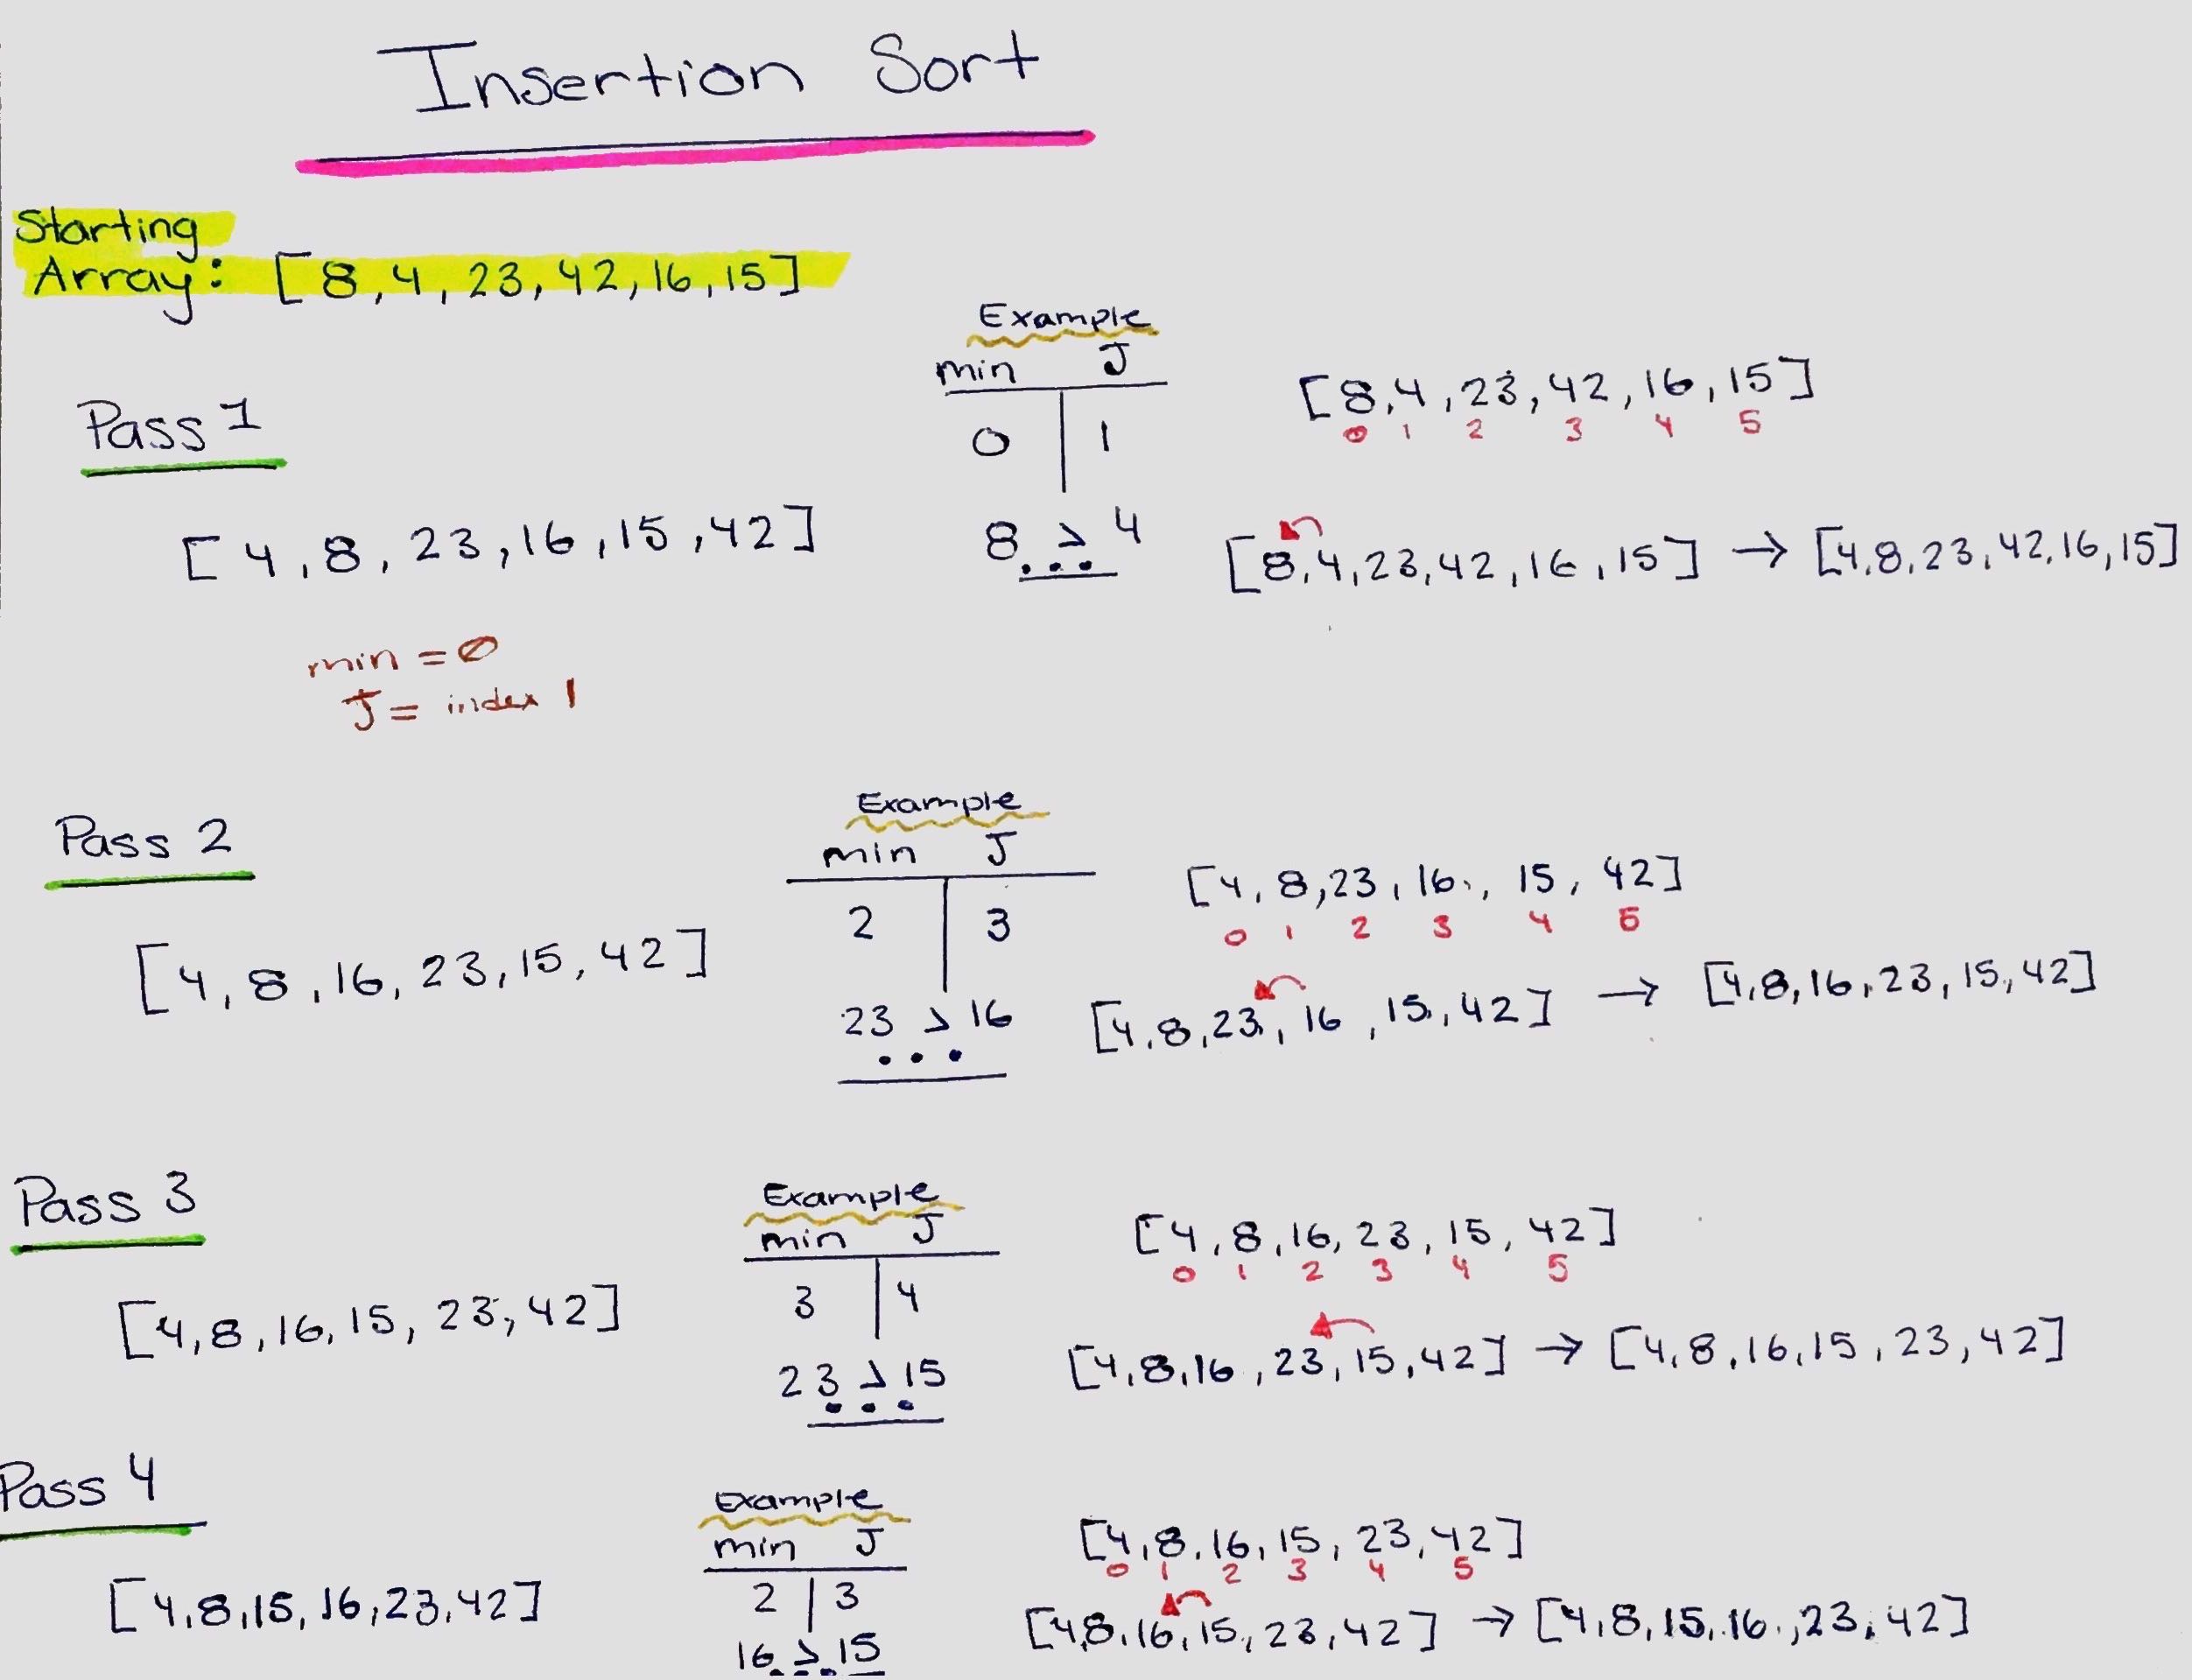 Insertion Sort
Starting
Array: [8,4,23,42,16,15]
Pass 1
[4,8,23,16,15,42]
min = 0
J = index 1
Example
min J
0 1
8 > 4
...
[8,4,23,42,16,15]
0 1 2 3 4 5
[8,4,23,42,16,15] → [4,8,23,42,16,15]
Pass 2
[4,8,16,23,15,42]
Example
min J
2 3
23 > 16
...
[4,8,23,16,15,42]
0 1 2 3 4 5
[4,8,23,16,15,42] → [4,8,16,23,15,42]
Pass 3
[4,8,16,15,23,42]
Example
min J
3 4
23 > 15
...
[4,8,16,23,15,42]
0 1 2 3 4 5
[4,8,16,23,15,42] → [4,8,16,15,23,42]
Pass 4
[4,8,15,16,23,42]
Example
min J
2 3
16 > 15
...
[4,8,16,15,23,42]
0 1 2 3 4 5
[4,8,16,15,23,42] → [4,8,15,16,23,42]